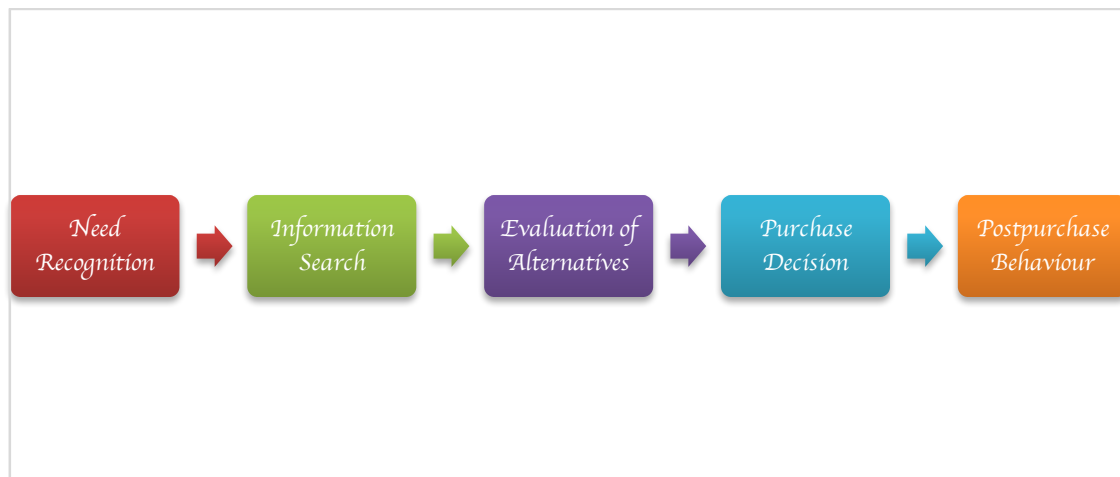 Need
Recognition
Information
Search
Evaluation of
Alternatives
Purchase
Decision
Postpurchase
Behaviour